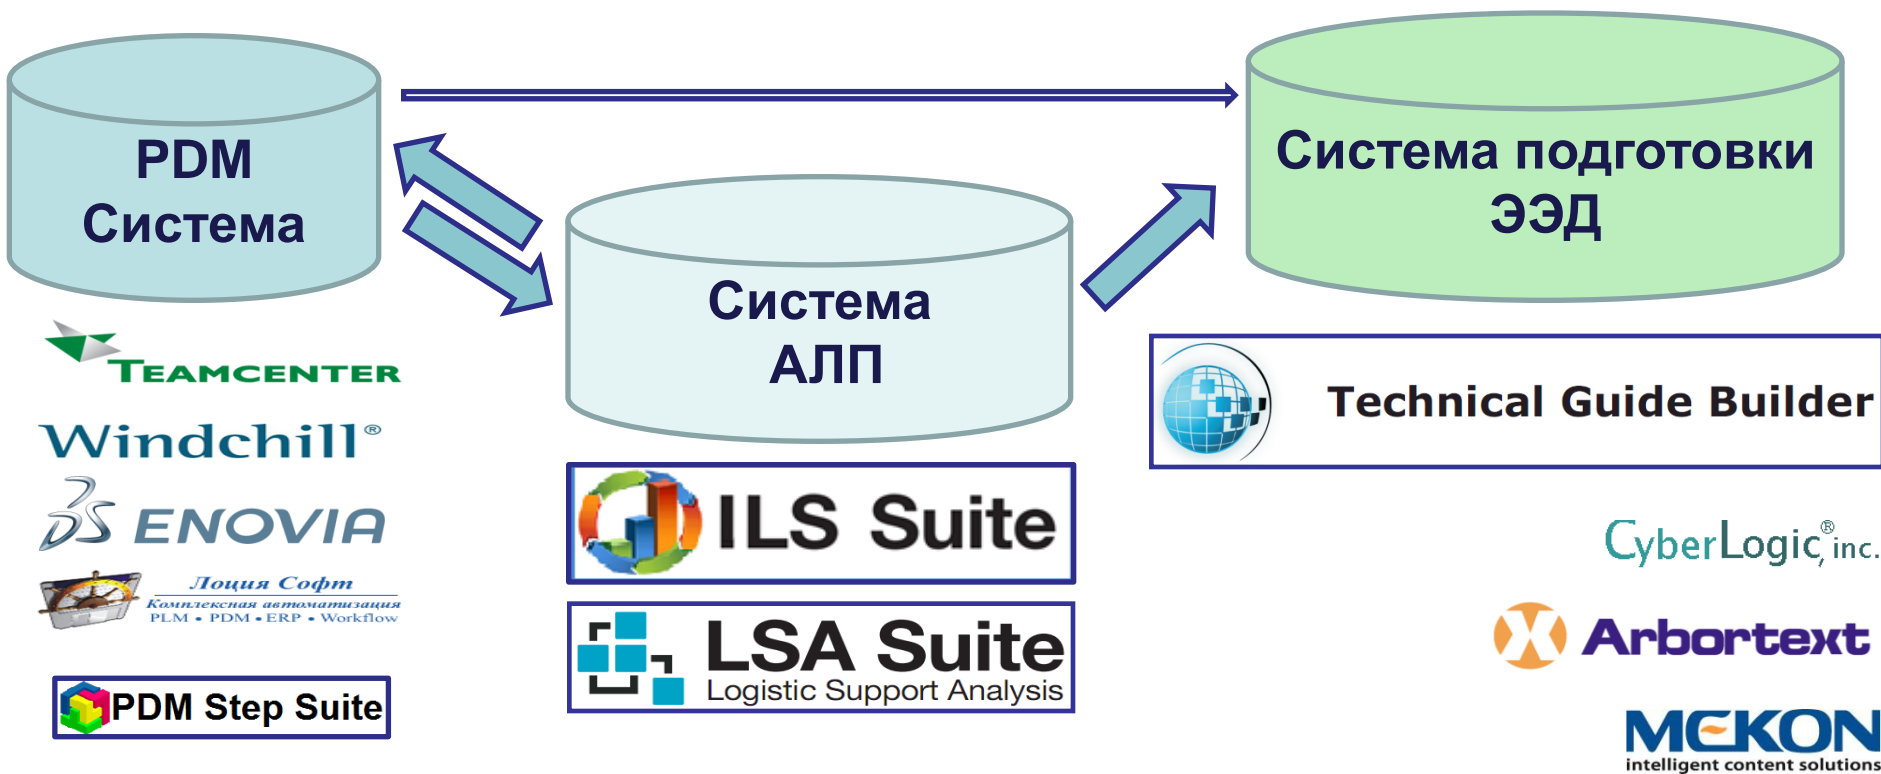 PDM
Система
Система
АЛП
Система подготовки
ЭЭД
TEAMCENTER
Windchill®
DS ENOVIA
Лоция Софт
Комплексная автоматизация
PLM • PDM • ERP • Workflow
PDM Step Suite
ILS Suite
LSA Suite
Logistic Support Analysis
Technical Guide Builder
CyberLogic,® inc.
Arbortext
MEKON
intelligent content solutions